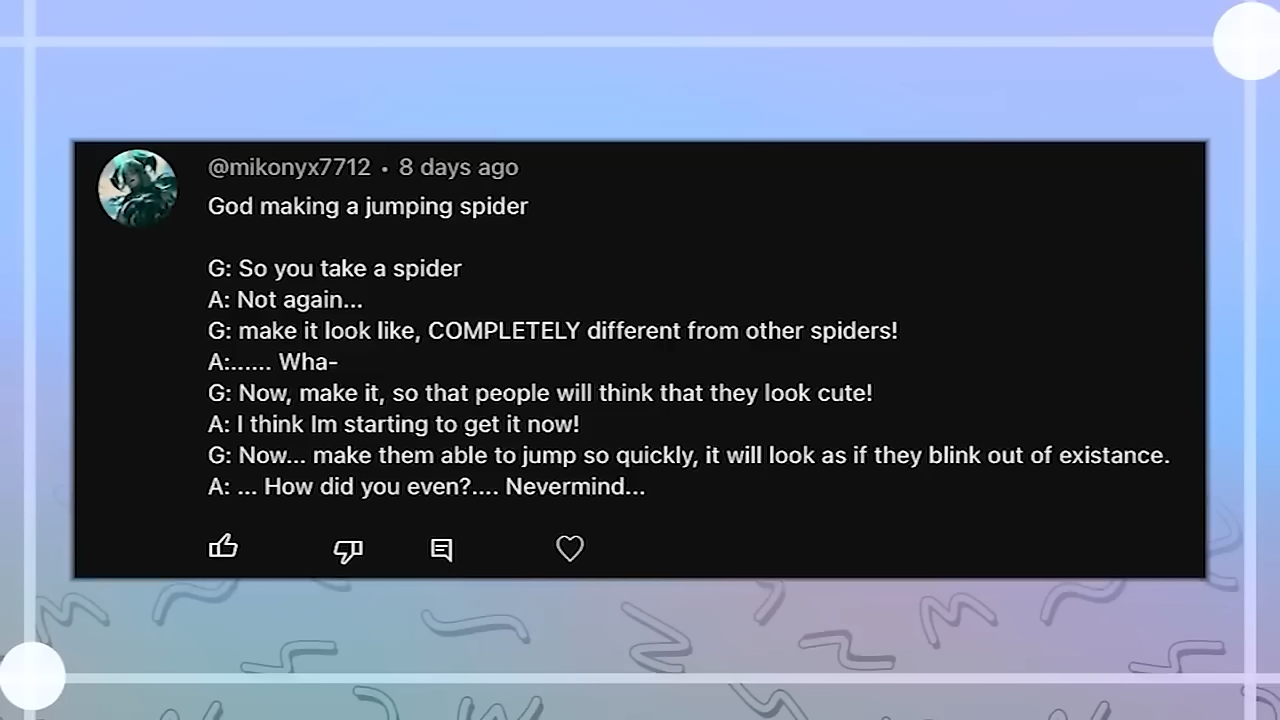 @mikonyx7712 • 8 days ago
God making a jumping spider
G: So you take a spider
A: Not again...
G: make it look like, COMPLETELY different from other spiders!
A:...... Wha-
G: Now, make it, so that people will think that they look cute!
A: I think Im starting to get it now!
G: Now... make them able to jump so quickly, it will look as if they blink out of existance.
A: ... How did you even?.... Nevermind...